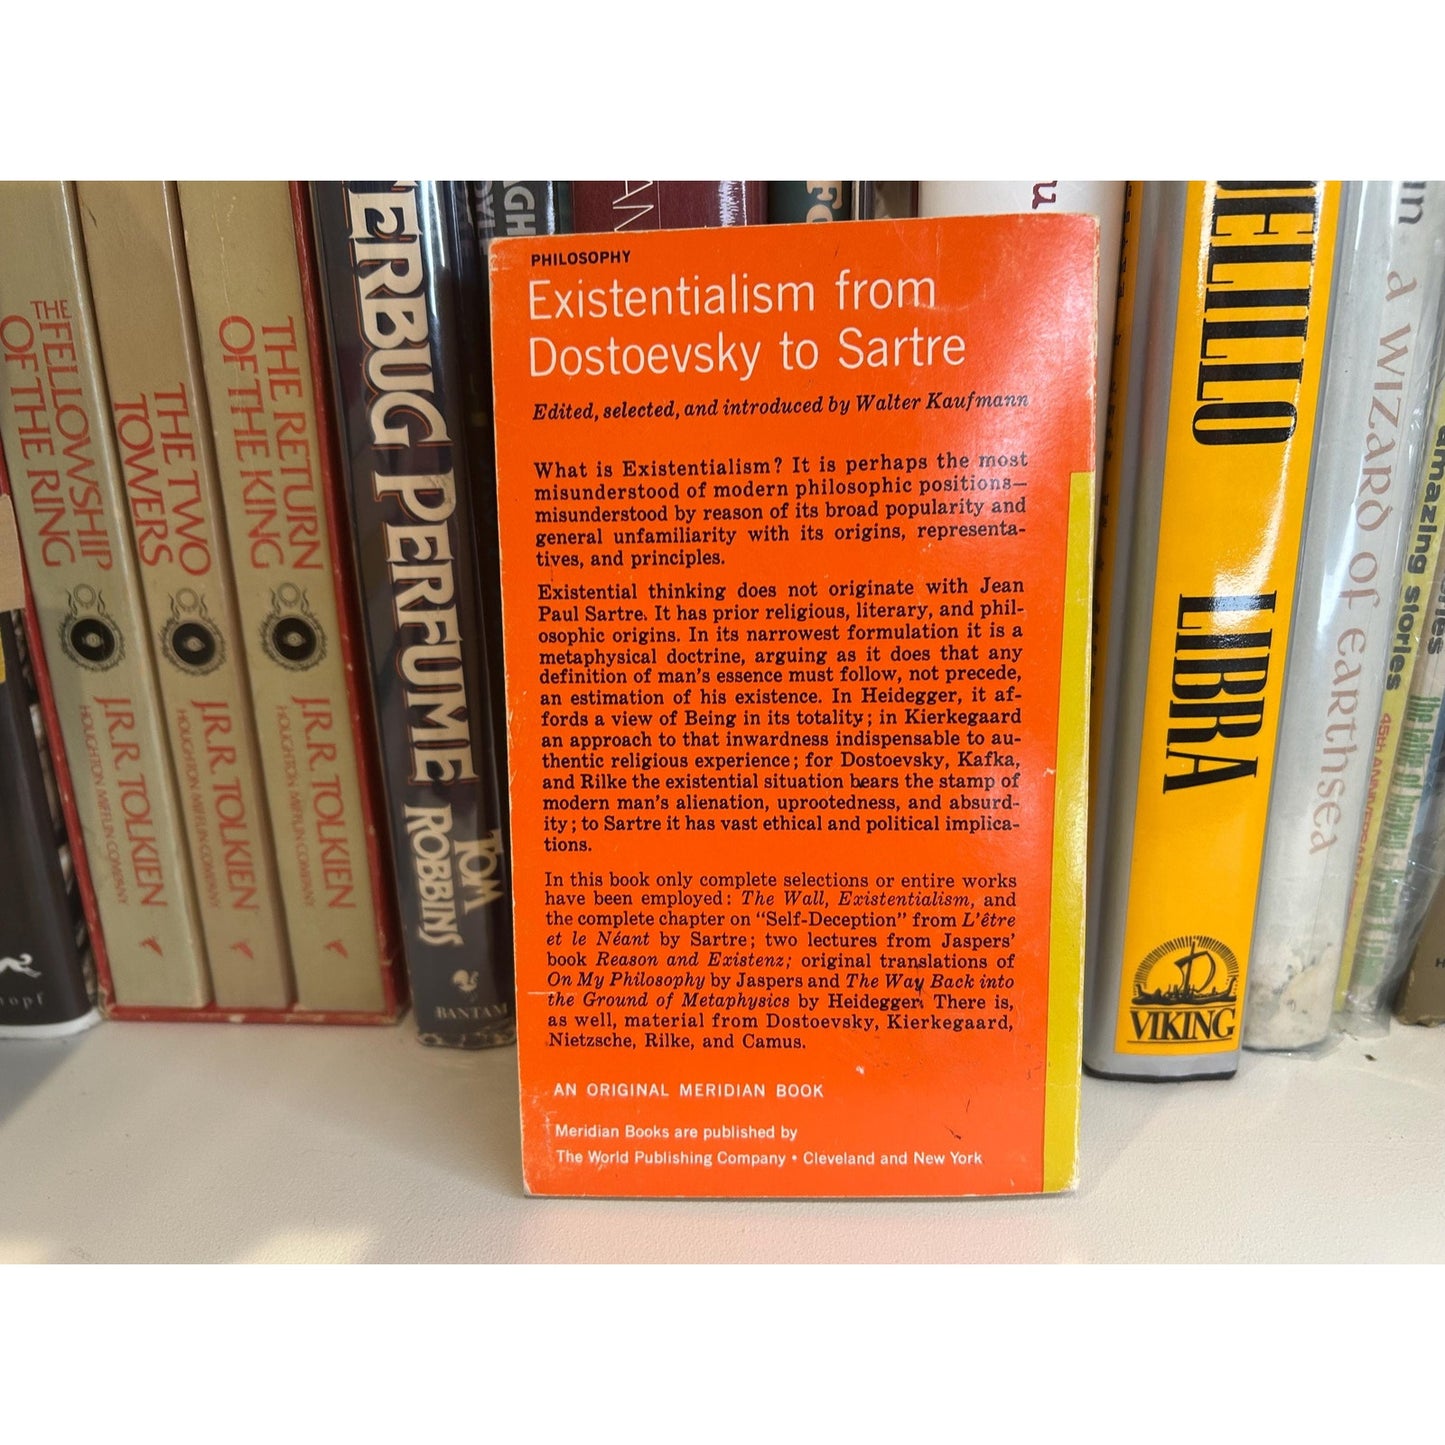 THE FELLOWSHIP
OF THE RING
J.R.R. TOLKIEN
HOUGHTON MIFFLIN COMPANY
THE TWO
TOWERS
J.R.R. TOLKIEN
HOUGHTON MIFFLIN COMPANY
THE RETURN
OF THE KING
J.R.R. TOLKIEN
HOUGHTON MIFFLIN COMPANY
TERBUG PERFUME
TOM
ROBBINS
BANTAM
PHILOSOPHY
Existentialism from
Dostoevsky to Sartre
Edited, selected, and introduced by Walter Kaufmann
What is Existentialism? It is perhaps the most
misunderstood of modern philosophic positions—
misunderstood by reason of its broad popularity and
general unfamiliarity with its origins, representa-
tives, and principles.
Existential thinking does not originate with Jean
Paul Sartre. It has prior religious, literary, and phil-
osophic origins. In its narrowest formulation it is a
metaphysical doctrine, arguing as it does that any
definition of man's essence must follow, not precede,
an estimation of his existence. In Heidegger, it af-
fords a view of Being in its totality; in Kierkegaard
an approach to that inwardness indispensable to au-
thentic religious experience; for Dostoevsky, Kafka,
and Rilke the existential situation bears the stamp of
modern man's alienation, uprootedness, and absurd-
ity; to Sartre it has vast ethical and political implica-
tions.
In this book only complete selections or entire works
have been employed: The Wall, Existentialism, and
the complete chapter on "Self-Deception" from L'être
et le Néant by Sartre; two lectures from Jaspers'
book Reason and Existenz; original translations of
On My Philosophy by Jaspers and The Way Back into
the Ground of Metaphysics by Heidegger. There is,
as well, material from Dostoevsky, Kierkegaard,
Nietzsche, Rilke, and Camus.
AN ORIGINAL MERIDIAN BOOK
Meridian Books are published by
The World Publishing Company • Cleveland and New York
DELILLO
LIBRA
VIKING
a wizard of earthsea
amazing stories
45th ANNIVERSARY